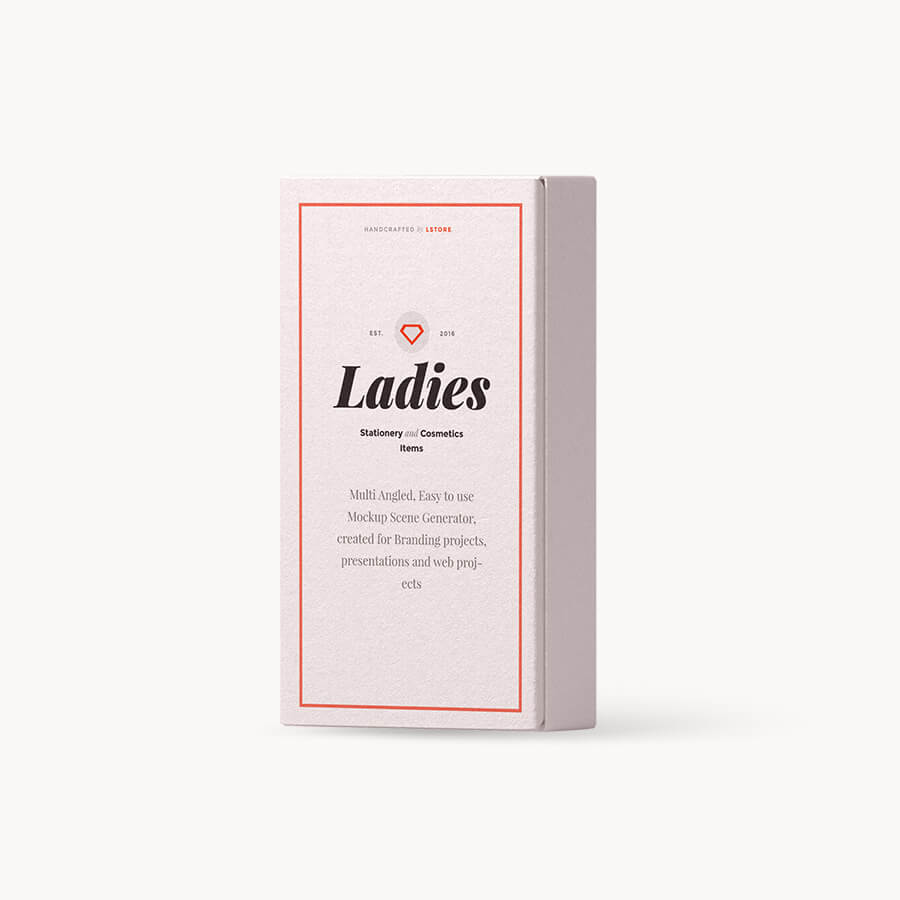 HANDCRAFTED by LSTORE
EST. 2016
Ladies
Stationery and Cosmetics
Items
Multi Angled, Easy to use
Mockup Scene Generator,
created for Branding projects,
presentations and web proj-
ects